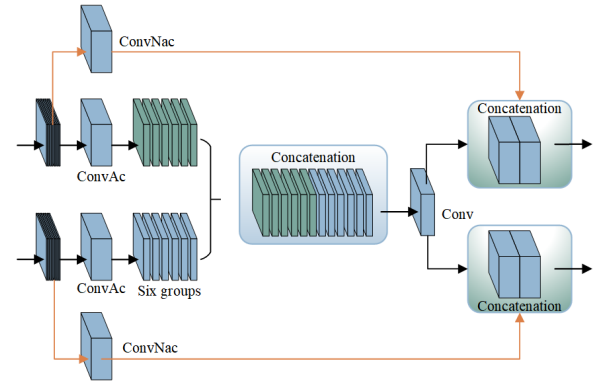 ConvNac
Concatenation
ConvAc
Concatenation
Conv
ConvAc
Six groups
Concatenation
ConvNac